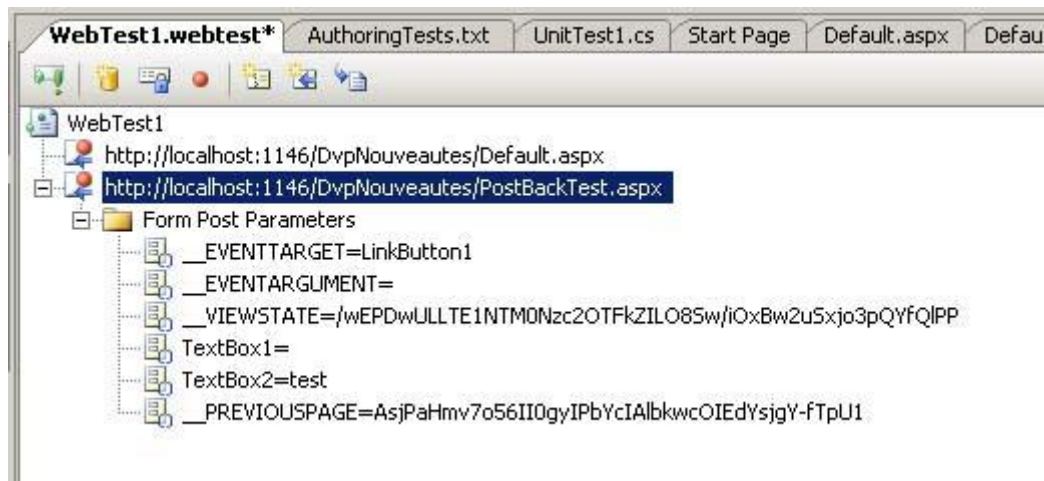 WebTest1.webtest* AuthoringTests.txt UnitTest1.cs Start Page Default.aspx Defau
WebTest1
http://localhost:1146/DvpNouveautes/Default.aspx
http://localhost:1146/DvpNouveautes/PostBackTest.aspx
Form Post Parameters
__EVENTTARGET=LinkButton1
__EVENTARGUMENT=
__VIEWSTATE=/wEPDwULLTE1NTM0Nzc2OTFkZILO8Sw/iOxBw2uSxjo3pQYfQlPP
TextBox1=
TextBox2=test
__PREVIOUSPAGE=AsjPaHmv7o56II0gyIPbYcIAlbkwcOIEdYsjgY-fTpU1